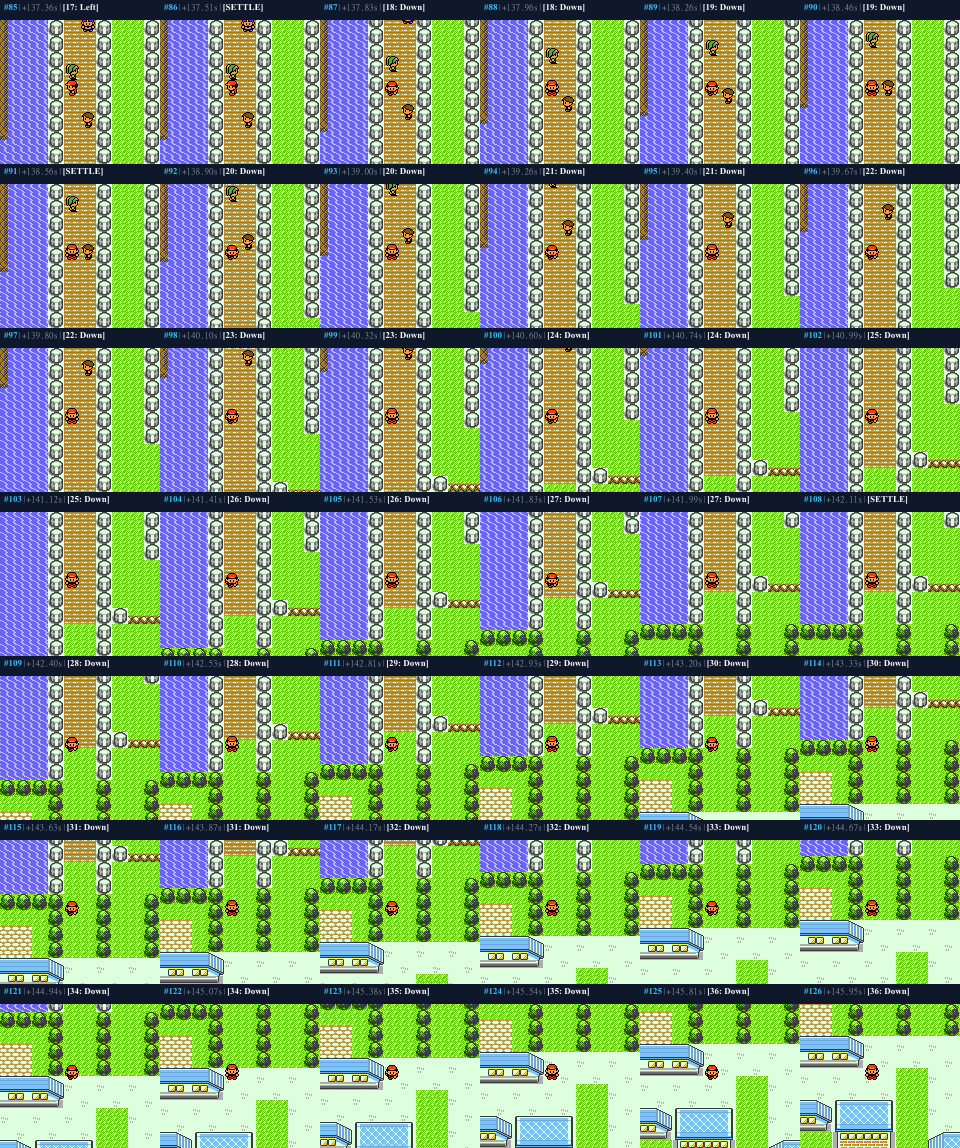 #85|+137.36s|[17: Left] #86|+137.51s|[SETTLE] #87|+137.83s|[18: Down] #88|+137.96s|[18: Down] #89|+138.26s|[19: Down] #90|+138.46s|[19: Down]
#91|+138.56s|[SETTLE] #92|+138.90s|[20: Down] #93|+139.00s|[20: Down] #94|+139.26s|[21: Down] #95|+139.40s|[21: Down] #96|+139.67s|[22: Down]
#97|+139.80s|[22: Down] #98|+140.10s|[23: Down] #99|+140.32s|[23: Down] #100|+140.60s|[24: Down] #101|+140.74s|[24: Down] #102|+140.99s|[25: Down]
#103|+141.12s|[25: Down] #104|+141.41s|[26: Down] #105|+141.53s|[26: Down] #106|+141.83s|[27: Down] #107|+141.99s|[27: Down] #108|+142.11s|[SETTLE]
#109|+142.40s|[28: Down] #110|+142.53s|[28: Down] #111|+142.81s|[29: Down] #112|+142.93s|[29: Down] #113|+143.20s|[30: Down] #114|+143.33s|[30: Down]
#115|+143.63s|[31: Down] #116|+143.87s|[31: Down] #117|+144.17s|[32: Down] #118|+144.27s|[32: Down] #119|+144.54s|[33: Down] #120|+144.67s|[33: Down]
#121|+144.94s|[34: Down] #122|+145.07s|[34: Down] #123|+145.38s|[35: Down] #124|+145.54s|[35: Down] #125|+145.81s|[36: Down] #126|+145.95s|[36: Down]